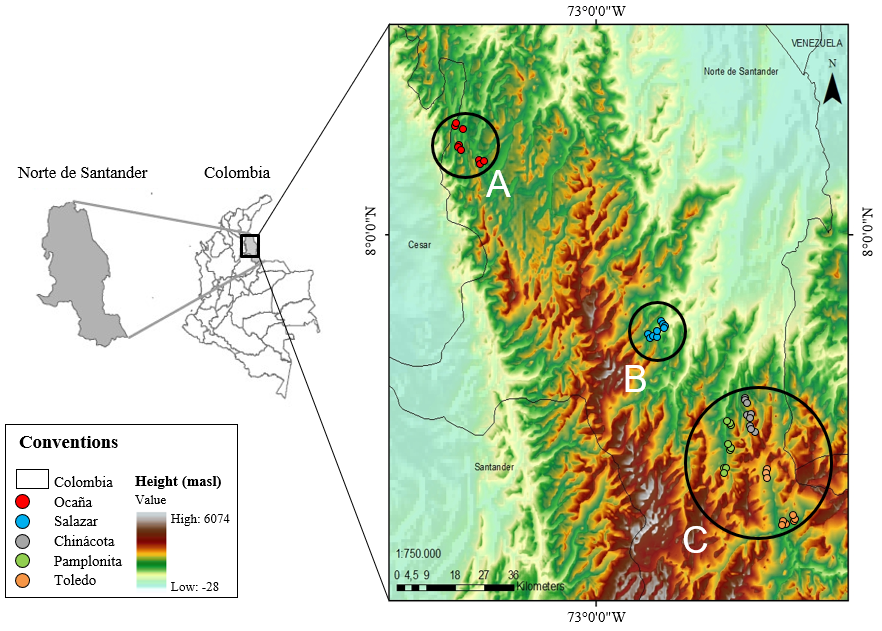 73°0'0"W
VENEZUELA
Norte de Santander
N
A
Norte de Santander
Colombia
8°0'0"N
8°0'0"N
Cesar
B
Conventions
Colombia
Ocaña
Salazar
Chinácota
Pamplonita
Toledo
Height (masl)
Value
High: 6074
Low: -28
Santander
C
1:750.000
0 4,5 9 18 27 36
Kilometers
73°0'0"W